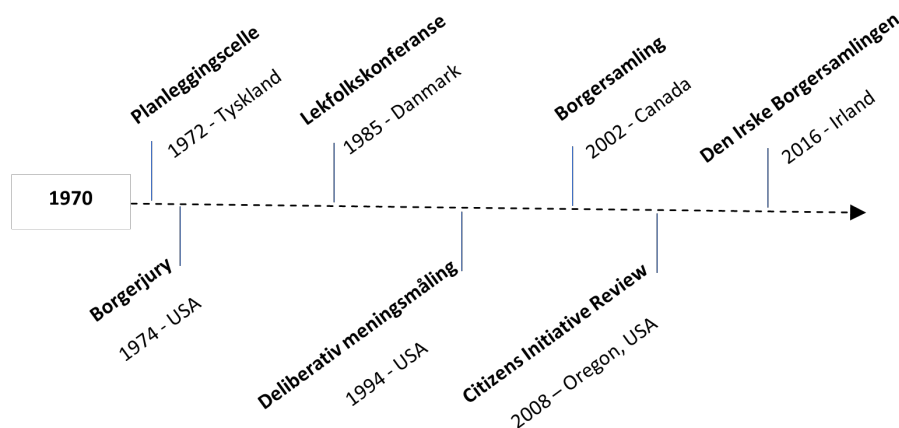 1970
Planleggingscelle
1972 - Tyskland
Borgerjury
1974 - USA
Lekfolkskonferanse
1985 - Danmark
Deliberativ meningsmåling
1994 - USA
Borgersamling
2002 - Canada
Citizens Initiative Review
2008 – Oregon, USA
Den Irske Borgersamlingen
2016 - Irland